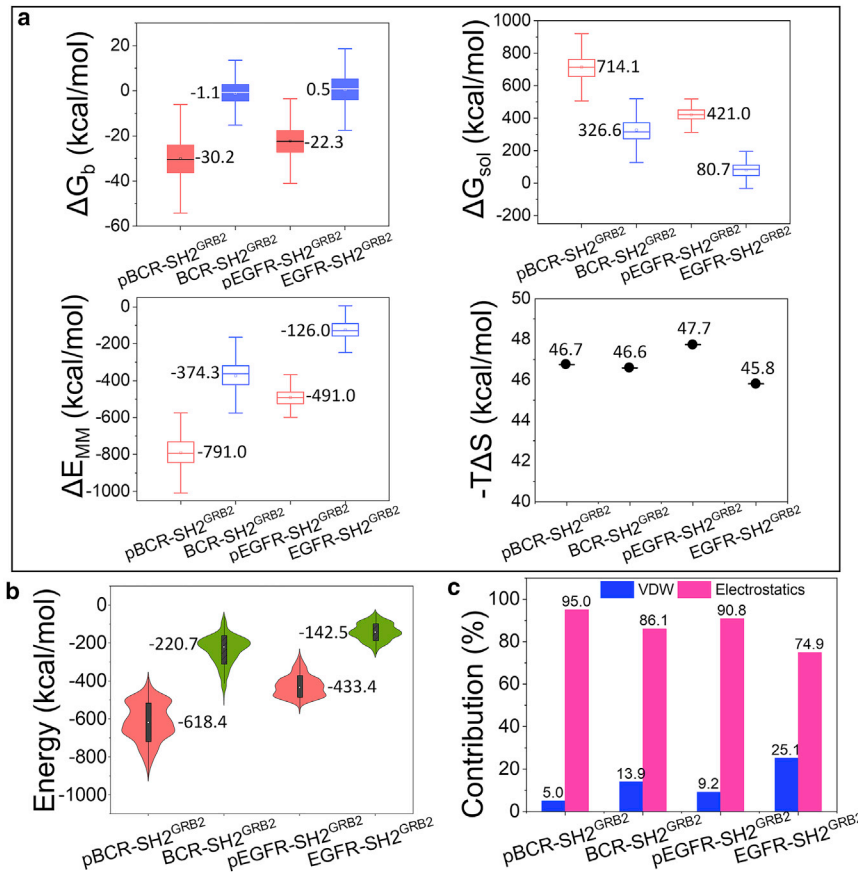 a
ΔG_b (kcal/mol)
20
0
-20
-40
-60
-30.2
-1.1
-22.3
0.5
pBCR-SH2^GRB2
BCR-SH2^GRB2
pEGFR-SH2^GRB2
EGFR-SH2^GRB2
ΔG_sol (kcal/mol)
1000
800
600
400
200
0
-200
714.1
326.6
421.0
80.7
pBCR-SH2^GRB2
BCR-SH2^GRB2
pEGFR-SH2^GRB2
EGFR-SH2^GRB2
ΔE_MM (kcal/mol)
0
-200
-400
-600
-800
-1000
-791.0
-374.3
-491.0
-126.0
pBCR-SH2^GRB2
BCR-SH2^GRB2
pEGFR-SH2^GRB2
EGFR-SH2^GRB2
-TΔS (kcal/mol)
50
48
46
44
42
40
46.7
46.6
47.7
45.8
pBCR-SH2^GRB2
BCR-SH2^GRB2
pEGFR-SH2^GRB2
EGFR-SH2^GRB2
b
Energy (kcal/mol)
0
-200
-400
-600
-800
-1000
-618.4
-220.7
-433.4
-142.5
pBCR-SH2^GRB2
BCR-SH2^GRB2
pEGFR-SH2^GRB2
EGFR-SH2^GRB2
c
Contribution (%)
100
80
60
40
20
0
VDW
Electrostatics
5.0
95.0
13.9
86.1
9.2
90.8
25.1
74.9
pBCR-SH2^GRB2
BCR-SH2^GRB2
pEGFR-SH2^GRB2
EGFR-SH2^GRB2